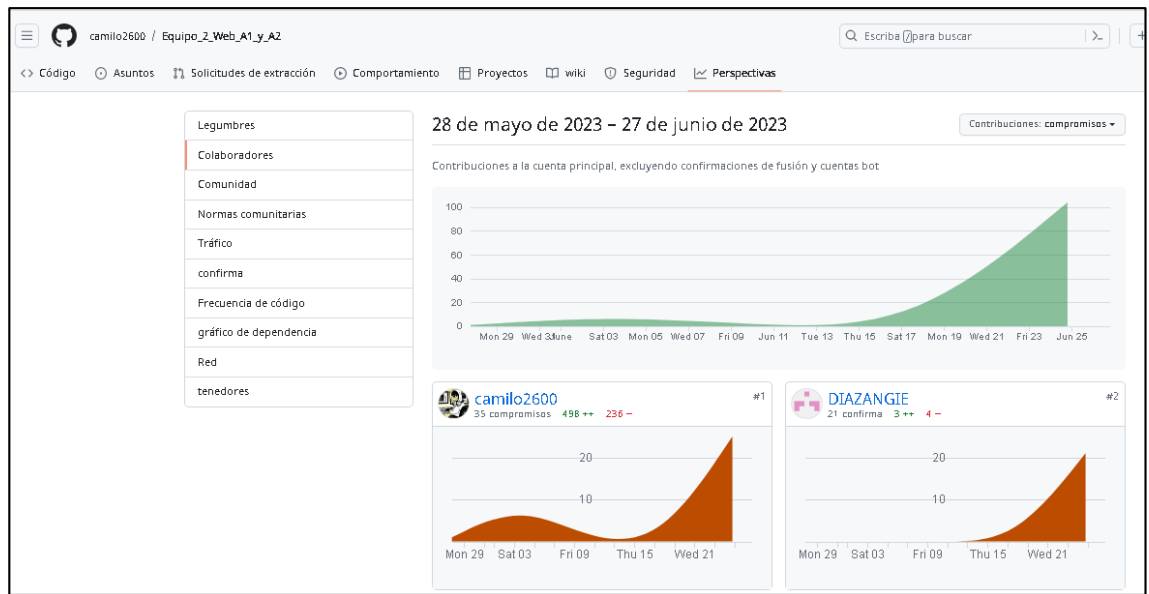 camilo2600 / Equipo_2_Web_A1_y_A2
Escriba / para buscar
Código Asuntos Solicitudes de extracción Comportamiento Proyectos wiki Seguridad Perspectivas
Legumbres
Colaboradores
Comunidad
Normas comunitarias
Tráfico
confirma
Frecuencia de código
gráfico de dependencia
Red
tenedores
28 de mayo de 2023 – 27 de junio de 2023
Contribuciones: compromisos
Contribuciones a la cuenta principal, excluyendo confirmaciones de fusión y cuentas bot
100
80
60
40
20
0
Mon 29 Wed 31 June Sat 03 Mon 05 Wed 07 Fri 09 Jun 11 Tue 13 Thu 15 Sat 17 Mon 19 Wed 21 Fri 23 Jun 25
camilo2600 #1
35 compromisos 498 ++ 236 --
20
10
Mon 29 Sat 03 Fri 09 Thu 15 Wed 21
DIAZANGIE #2
21 confirma 3 ++ 4 --
20
10
Mon 29 Sat 03 Fri 09 Thu 15 Wed 21